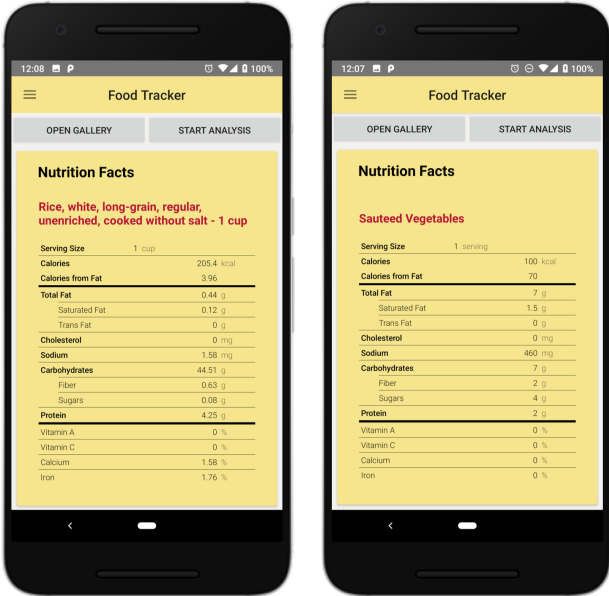 12:08 100%
Food Tracker
OPEN GALLERY START ANALYSIS
Nutrition Facts
Rice, white, long-grain, regular,
unenriched, cooked without salt - 1 cup
Serving Size 1 cup
Calories 205.4 kcal
Calories from Fat 3.96
Total Fat 0.44 g
Saturated Fat 0.12 g
Trans Fat 0 g
Cholesterol 0 mg
Sodium 1.58 mg
Carbohydrates 44.51 g
Fiber 0.63 g
Sugars 0.08 g
Protein 4.25 g
Vitamin A 0 %
Vitamin C 0 %
Calcium 1.58 %
Iron 1.76 %
12:07 100%
Food Tracker
OPEN GALLERY START ANALYSIS
Nutrition Facts
Sauteed Vegetables
Serving Size 1 serving
Calories 100 kcal
Calories from Fat 70
Total Fat 7 g
Saturated Fat 1.5 g
Trans Fat 0 g
Cholesterol 0 mg
Sodium 460 mg
Carbohydrates 7 g
Fiber 2 g
Sugars 4 g
Protein 2 g
Vitamin A 0 %
Vitamin C 0 %
Calcium 0 %
Iron 0 %